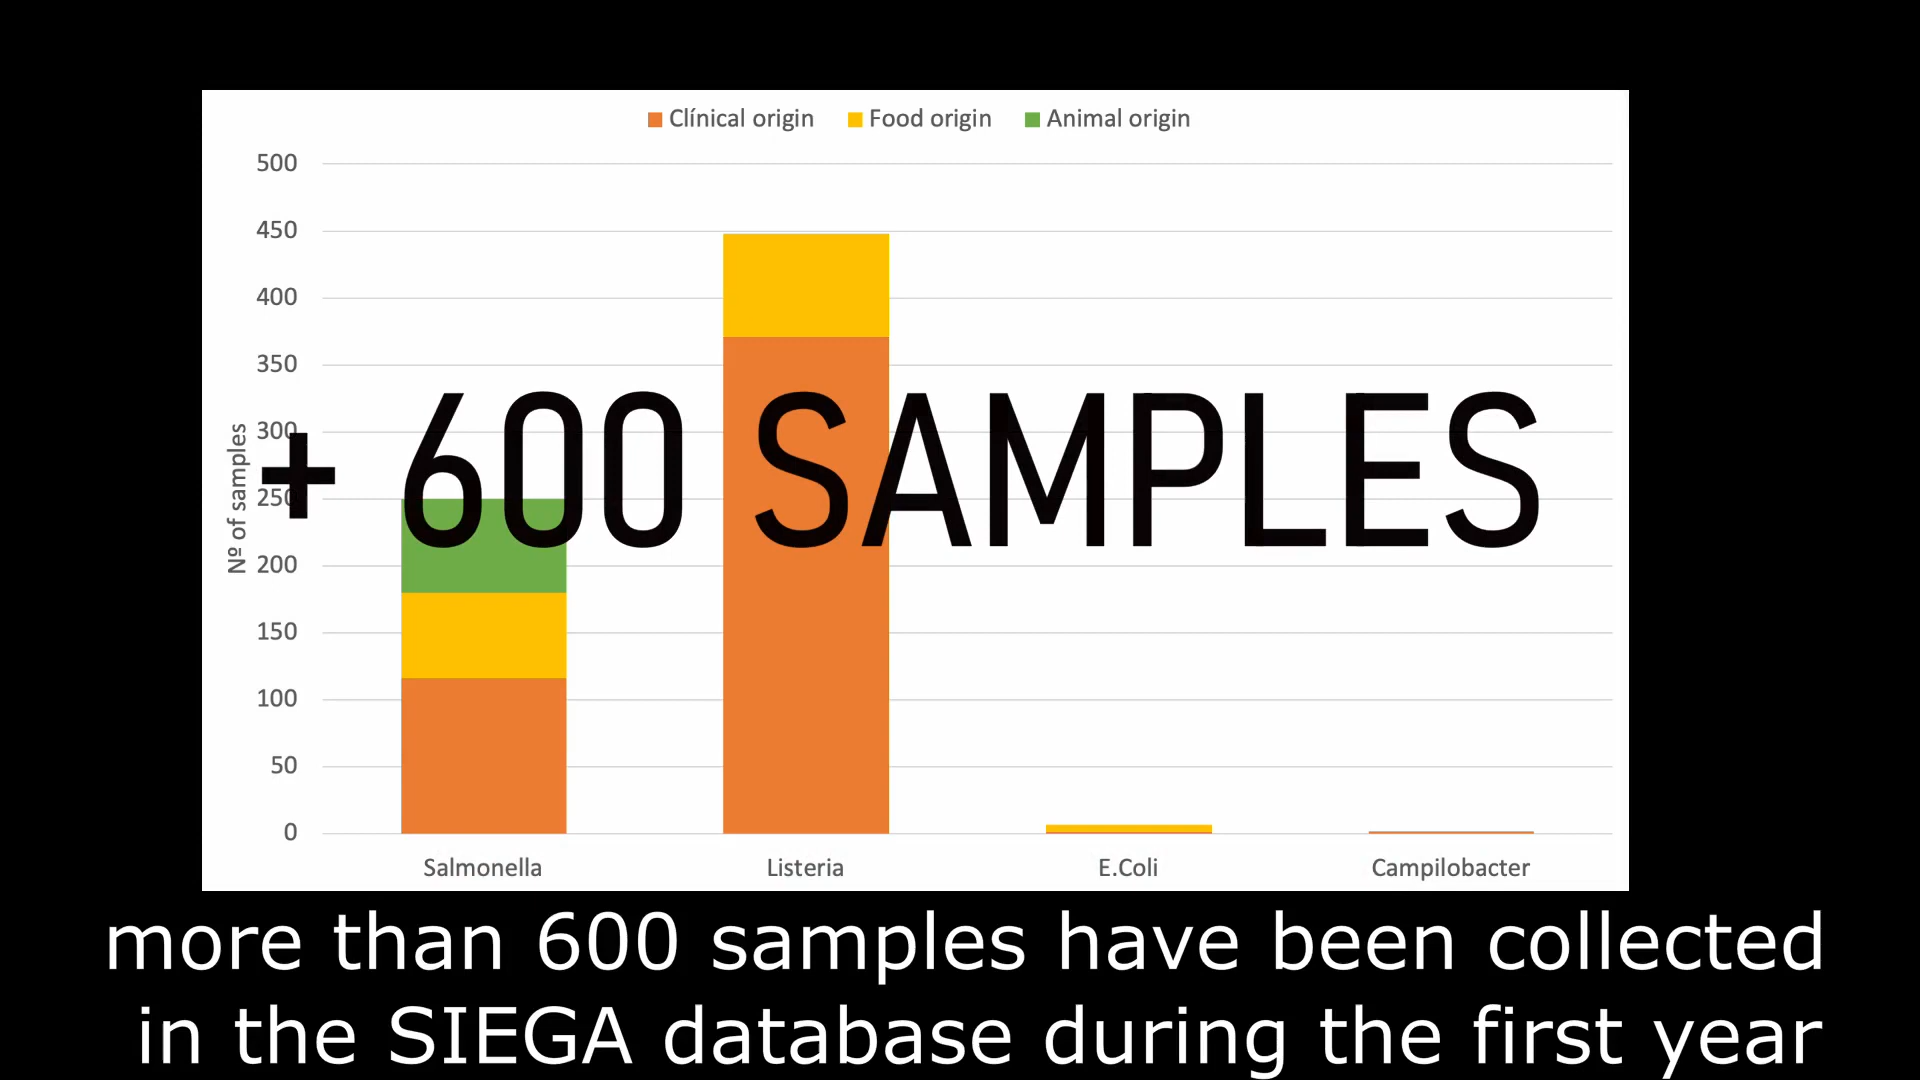 Clínical origin Food origin Animal origin
500
450
400
350
300
250
200
150
100
50
0
Nº of samples
+ 600 SAMPLES
Salmonella Listeria E.Coli Campilobacter
more than 600 samples have been collected
in the SIEGA database during the first year